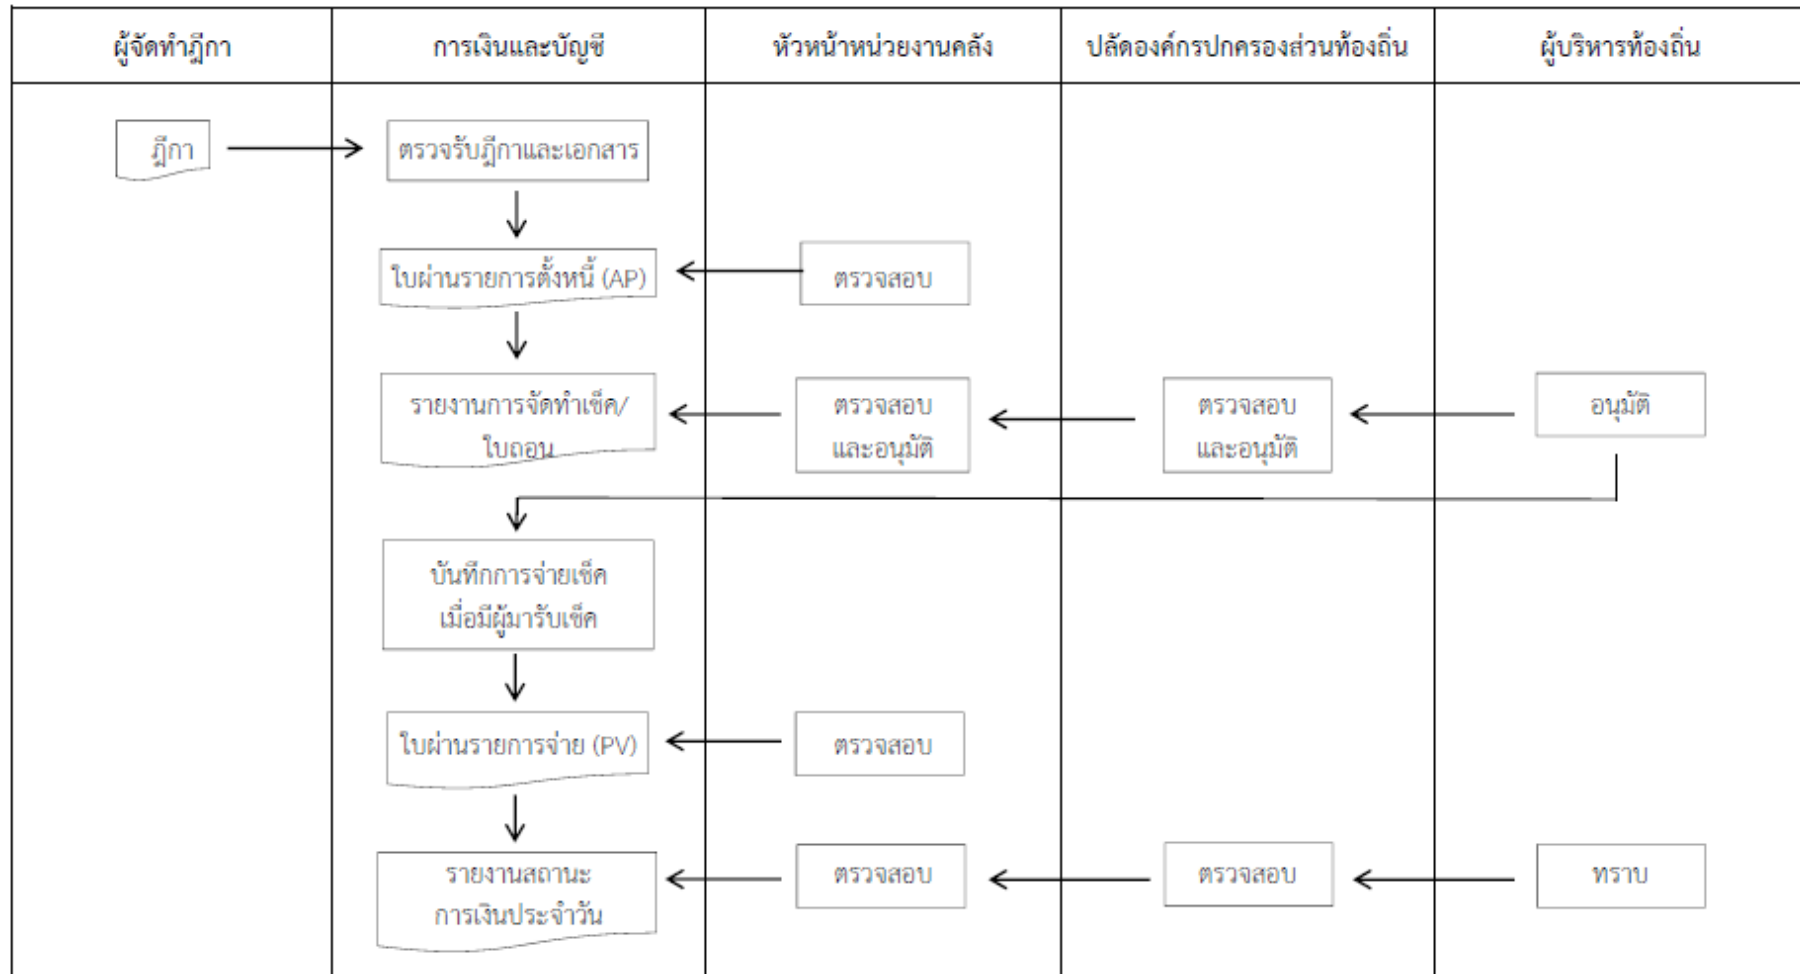 ผู้จัดทำฎีกา
การเงินและบัญชี
หัวหน้าหน่วยงานคลัง
ปลัดองค์กรปกครองส่วนท้องถิ่น
ผู้บริหารท้องถิ่น
ฎีกา
ตรวจรับฎีกาและเอกสาร
ใบผ่านรายการตั้งหนี้ (AP)
ตรวจสอบ
รายงานการจัดทำเช็ค/
ใบถอน
ตรวจสอบ
และอนุมัติ
ตรวจสอบ
และอนุมัติ
อนุมัติ
บันทึกการจ่ายเช็ค
เมื่อมีผู้มารับเช็ค
ใบผ่านรายการจ่าย (PV)
ตรวจสอบ
รายงานสถานะ
การเงินประจำวัน
ตรวจสอบ
ตรวจสอบ
ทราบ